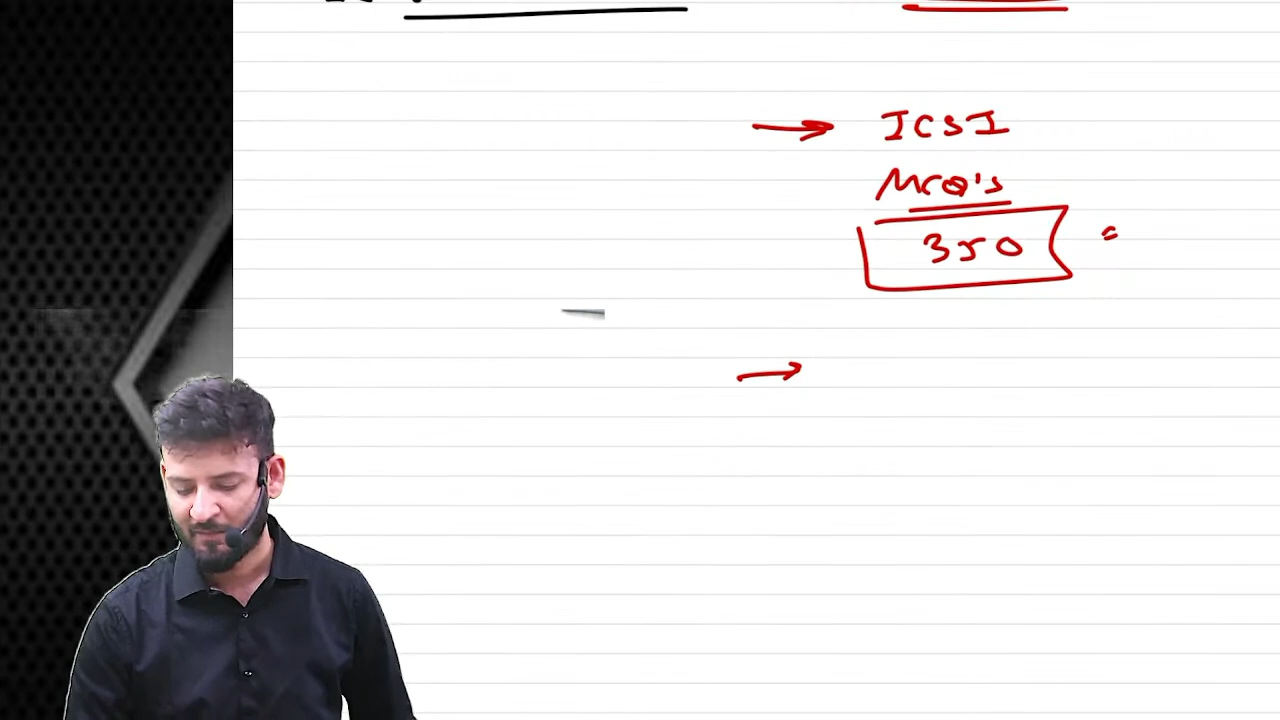 → ICSI
MCQ's
350 =
→